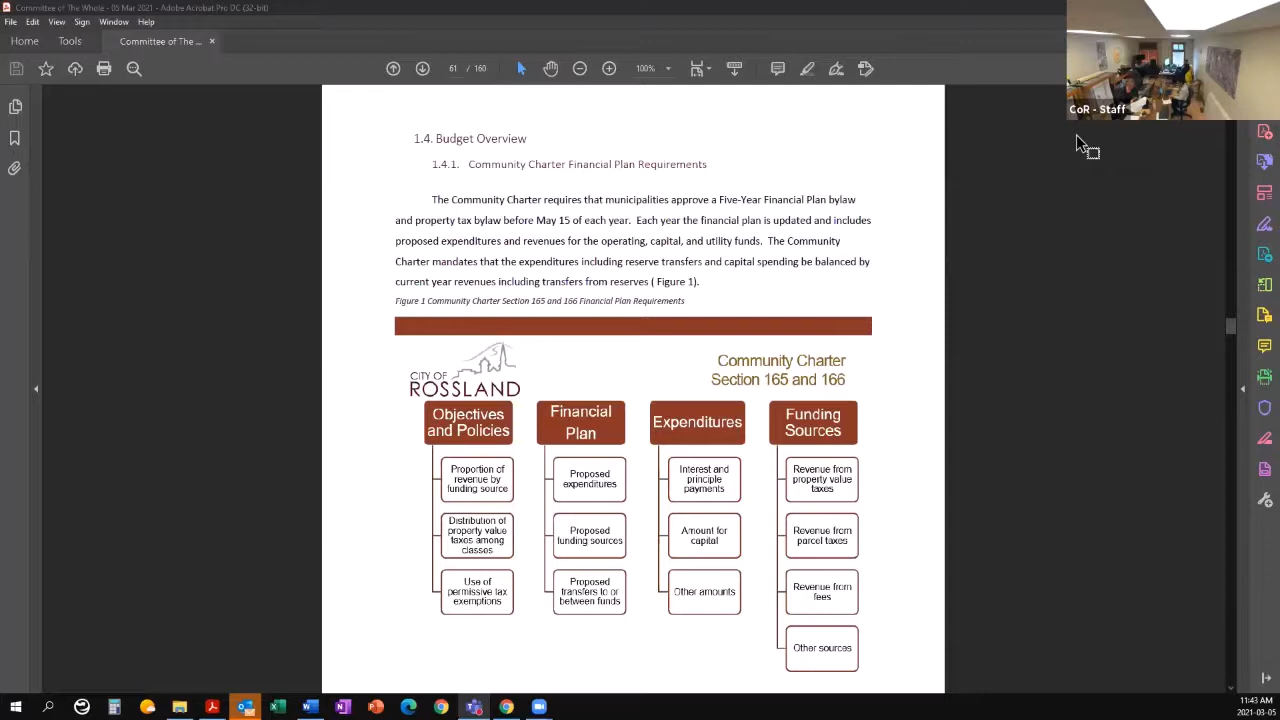 Committee of The Whole - 05 Mar 2021 - Adobe Acrobat Pro DC (32-bit)
File Edit View Sign Window Help
Home Tools Committee of The ... ×
61 / 160
100%
CoR - Staff
1.4. Budget Overview
1.4.1. Community Charter Financial Plan Requirements
The Community Charter requires that municipalities approve a Five-Year Financial Plan bylaw
and property tax bylaw before May 15 of each year. Each year the financial plan is updated and includes
proposed expenditures and revenues for the operating, capital, and utility funds. The Community
Charter mandates that the expenditures including reserve transfers and capital spending be balanced by
current year revenues including transfers from reserves ( Figure 1).
Figure 1 Community Charter Section 165 and 166 Financial Plan Requirements
CITY OF
ROSSLAND
Community Charter
Section 165 and 166
Objectives
and Policies
Proportion of
revenue by
funding source
Distribution of
property value
taxes among
classes
Use of
permissive tax
exemptions
Financial
Plan
Proposed
expenditures
Proposed
funding sources
Proposed
transfers to or
between funds
Expenditures
Interest and
principle
payments
Amount for
capital
Other amounts
Funding
Sources
Revenue from
property value
taxes
Revenue from
parcel taxes
Revenue from
fees
Other sources
11:43 AM
2021-03-05